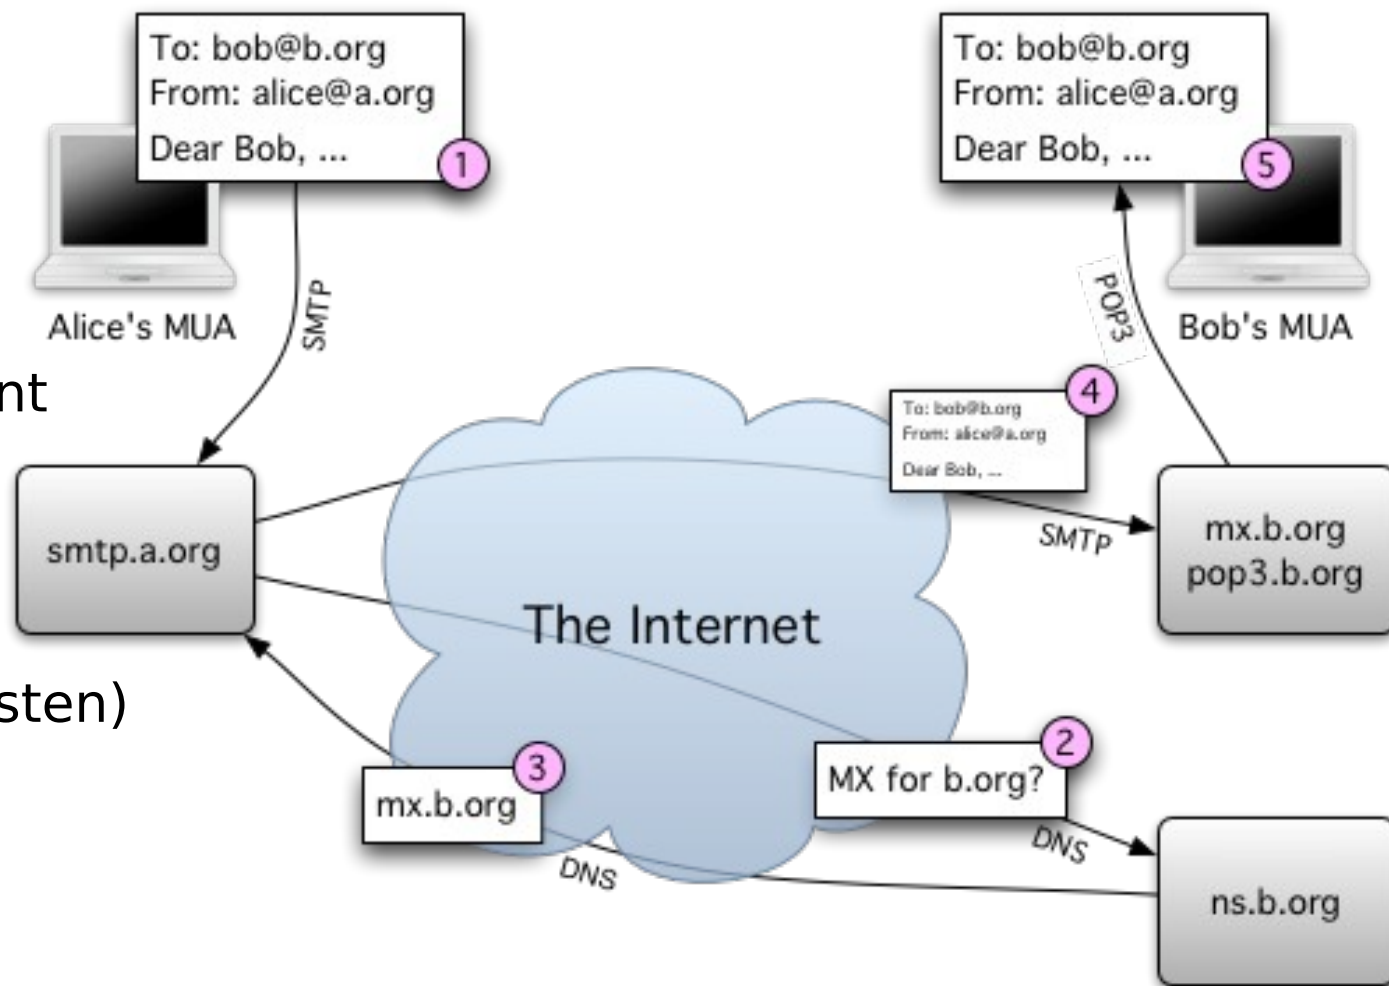 To: bob@b.org
From: alice@a.org
Dear Bob, ...
1
To: bob@b.org
From: alice@a.org
Dear Bob, ...
5
SMTP
POP3
Alice's MUA
Bob's MUA
nt
4
To: bob@b.org
From: alice@a.org
Dear Bob, ...
smtp.a.org
SMTP
mx.b.org
pop3.b.org
The Internet
sten)
3
mx.b.org
2
MX for b.org?
DNS
DNS
ns.b.org